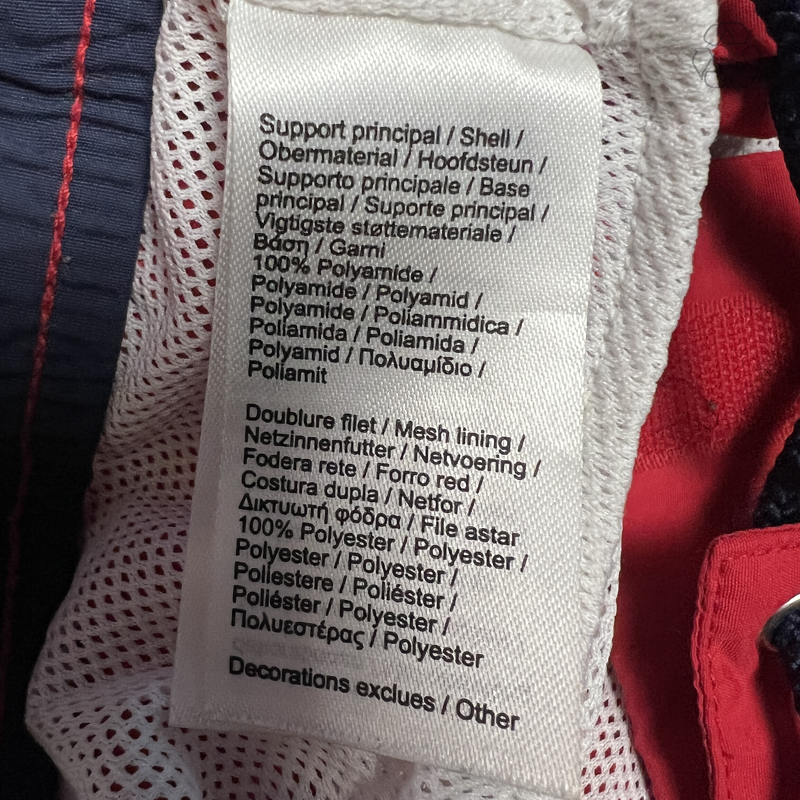 Support principal / Shell /
Obermaterial / Hoofdsteun /
Supporto principale / Base
principal / Suporte principal /
Vigtigste støttemateriale /
Βάση / Garni
100% Polyamide /
Polyamide / Polyamid /
Polyamide / Poliammidica /
Poliamida / Poliamida /
Polyamid / Πολυαμίδιο /
Poliamit
Doublure filet / Mesh lining /
Netzinnenfutter / Netvoering /
Fodera rete / Forro red /
Costura dupla / Netfor /
Δικτυωτή φόδρα / File astar
100% Polyester / Polyester /
Polyester / Polyester /
Poliestere / Poliéster /
Poliéster / Polyester /
Πολυεστέρας / Polyester
Decorations exclues / Other